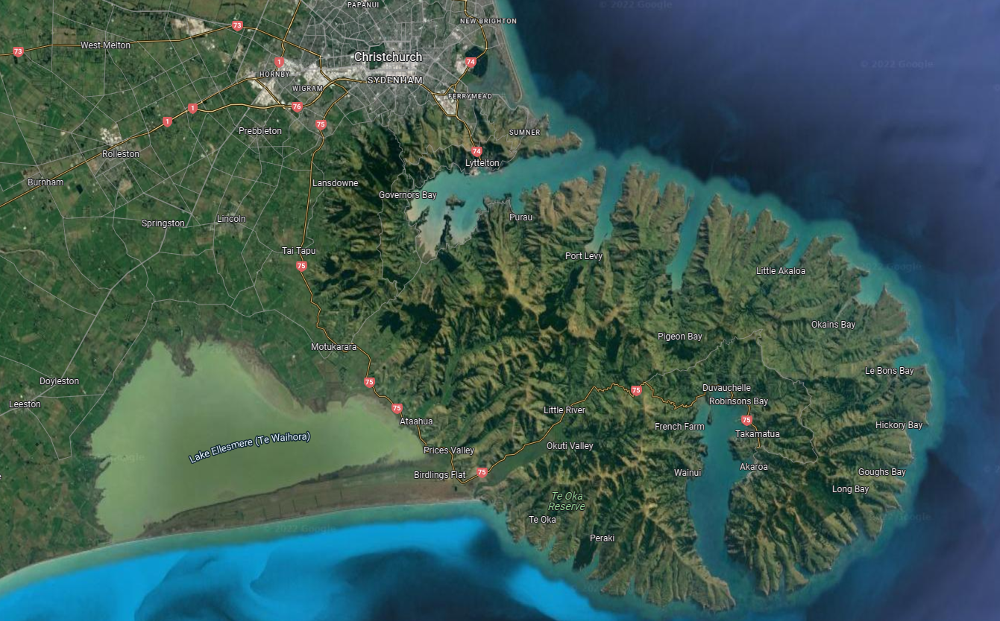 PAPANUI
© 2022 Google
NEW BRIGHTON
73
West Melton
73
Christchurch
1
74
© 2022 Google
HORNBY
SYDENHAM
WIGRAM
FERRYMEAD
76
1
1
75
Prebbleton
SUMNER
74
Rolleston
Lyttelton
Burnham
Lansdowne
Governors Bay
Springston
Lincoln
Purau
Tai Tapu
Port Levy
75
Little Akaloa
Google
Okains Bay
Pigeon Bay
Motukarara
Le Bons Bay
Doyleston
75
75
Duvauchelle
Leeston
Robinsons Bay
75
Little River
Ataahua
75
French Farm
Hickory Bay
Takamatua
Lake Ellesmere (Te Waihora)
Prices Valley
Okuti Valley
Akaroa
Birdlings Flat
75
Wainui
Goughs Bay
Long Bay
Te Oka
Reserve
Te Oka
© 2022 Google
Peraki